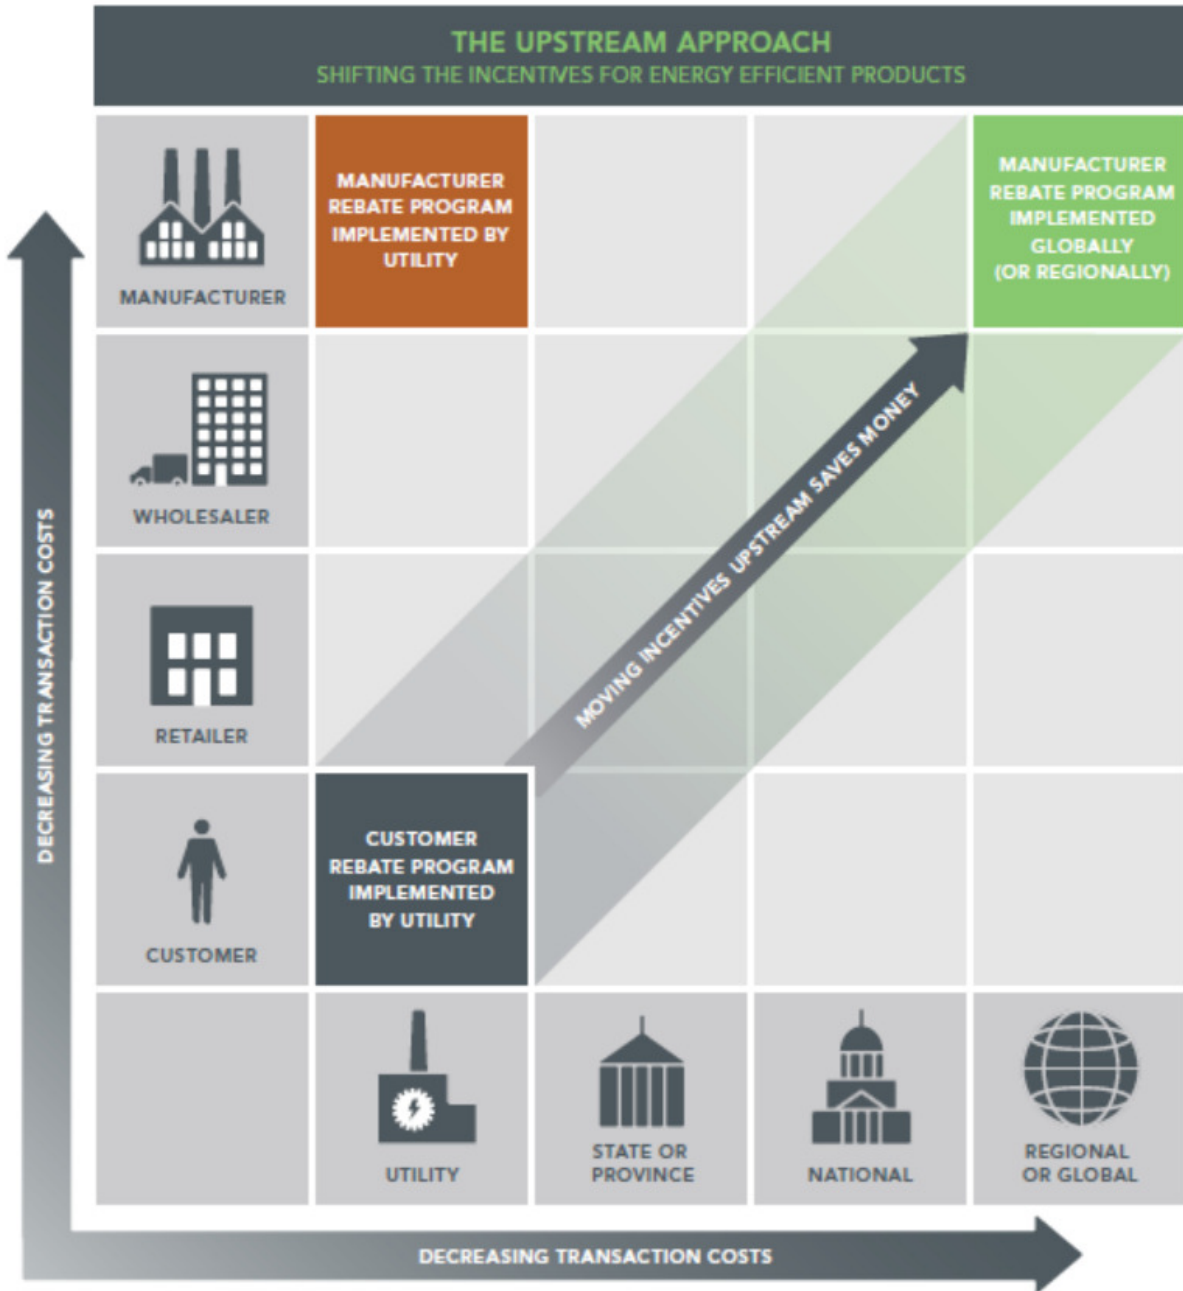 THE UPSTREAM APPROACH
SHIFTING THE INCENTIVES FOR ENERGY EFFICIENT PRODUCTS
MANUFACTURER
MANUFACTURER
REBATE PROGRAM
IMPLEMENTED BY
UTILITY
MANUFACTURER
REBATE PROGRAM
IMPLEMENTED
GLOBALLY
(OR REGIONALLY)
WHOLESALER
MOVING INCENTIVES UPSTREAM SAVES MONEY
DECREASING TRANSACTION COSTS
RETAILER
CUSTOMER
CUSTOMER
REBATE PROGRAM
IMPLEMENTED
BY UTILITY
UTILITY
STATE OR
PROVINCE
NATIONAL
REGIONAL
OR GLOBAL
DECREASING TRANSACTION COSTS